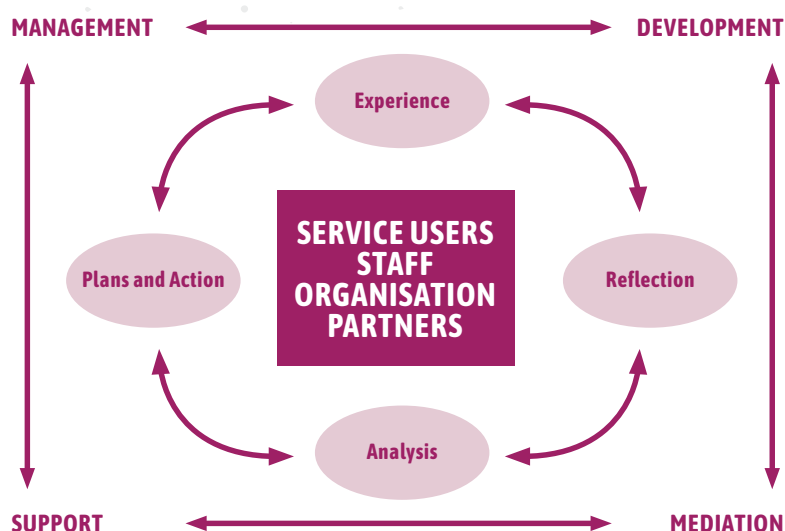 MANAGEMENT
DEVELOPMENT
Experience
SERVICE USERS
STAFF
ORGANISATION
PARTNERS
Plans and Action
Reflection
Analysis
SUPPORT
MEDIATION